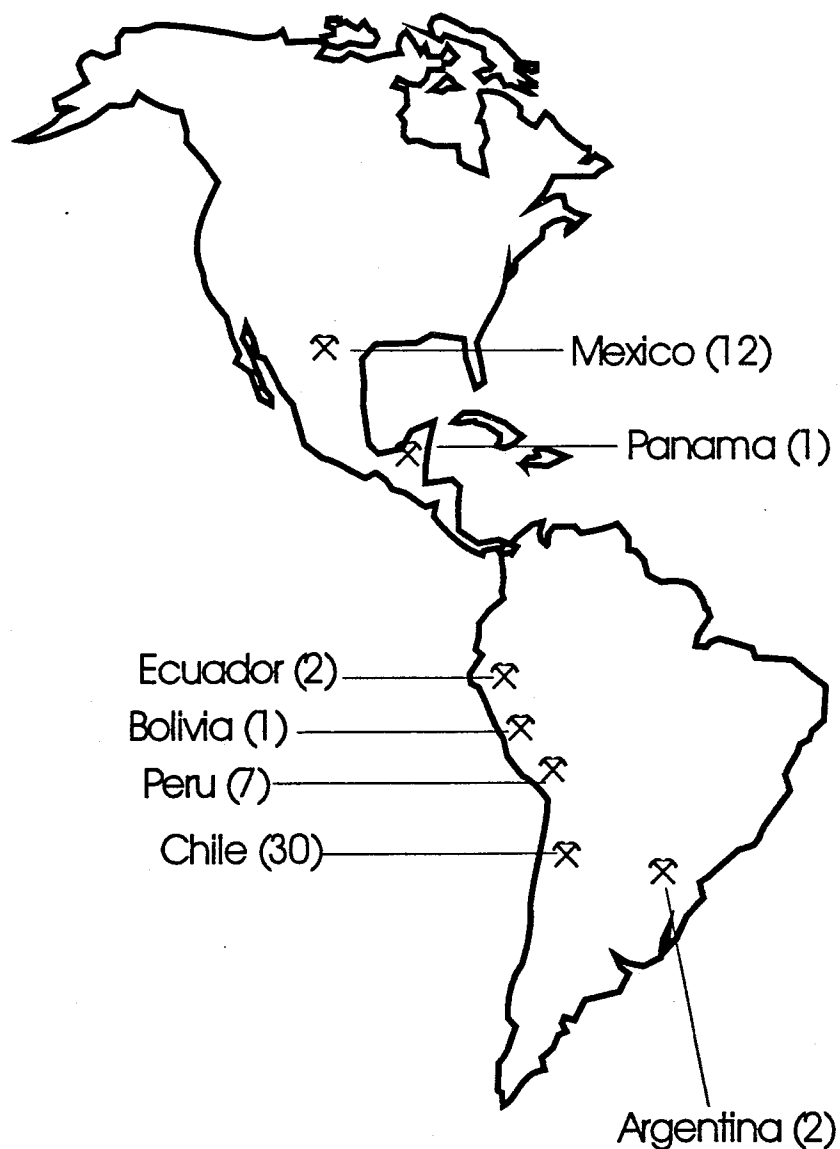 Mexico (12)
Panama (1)
Ecuador (2)
Bolivia (1)
Peru (7)
Chile (30)
Argentina (2)